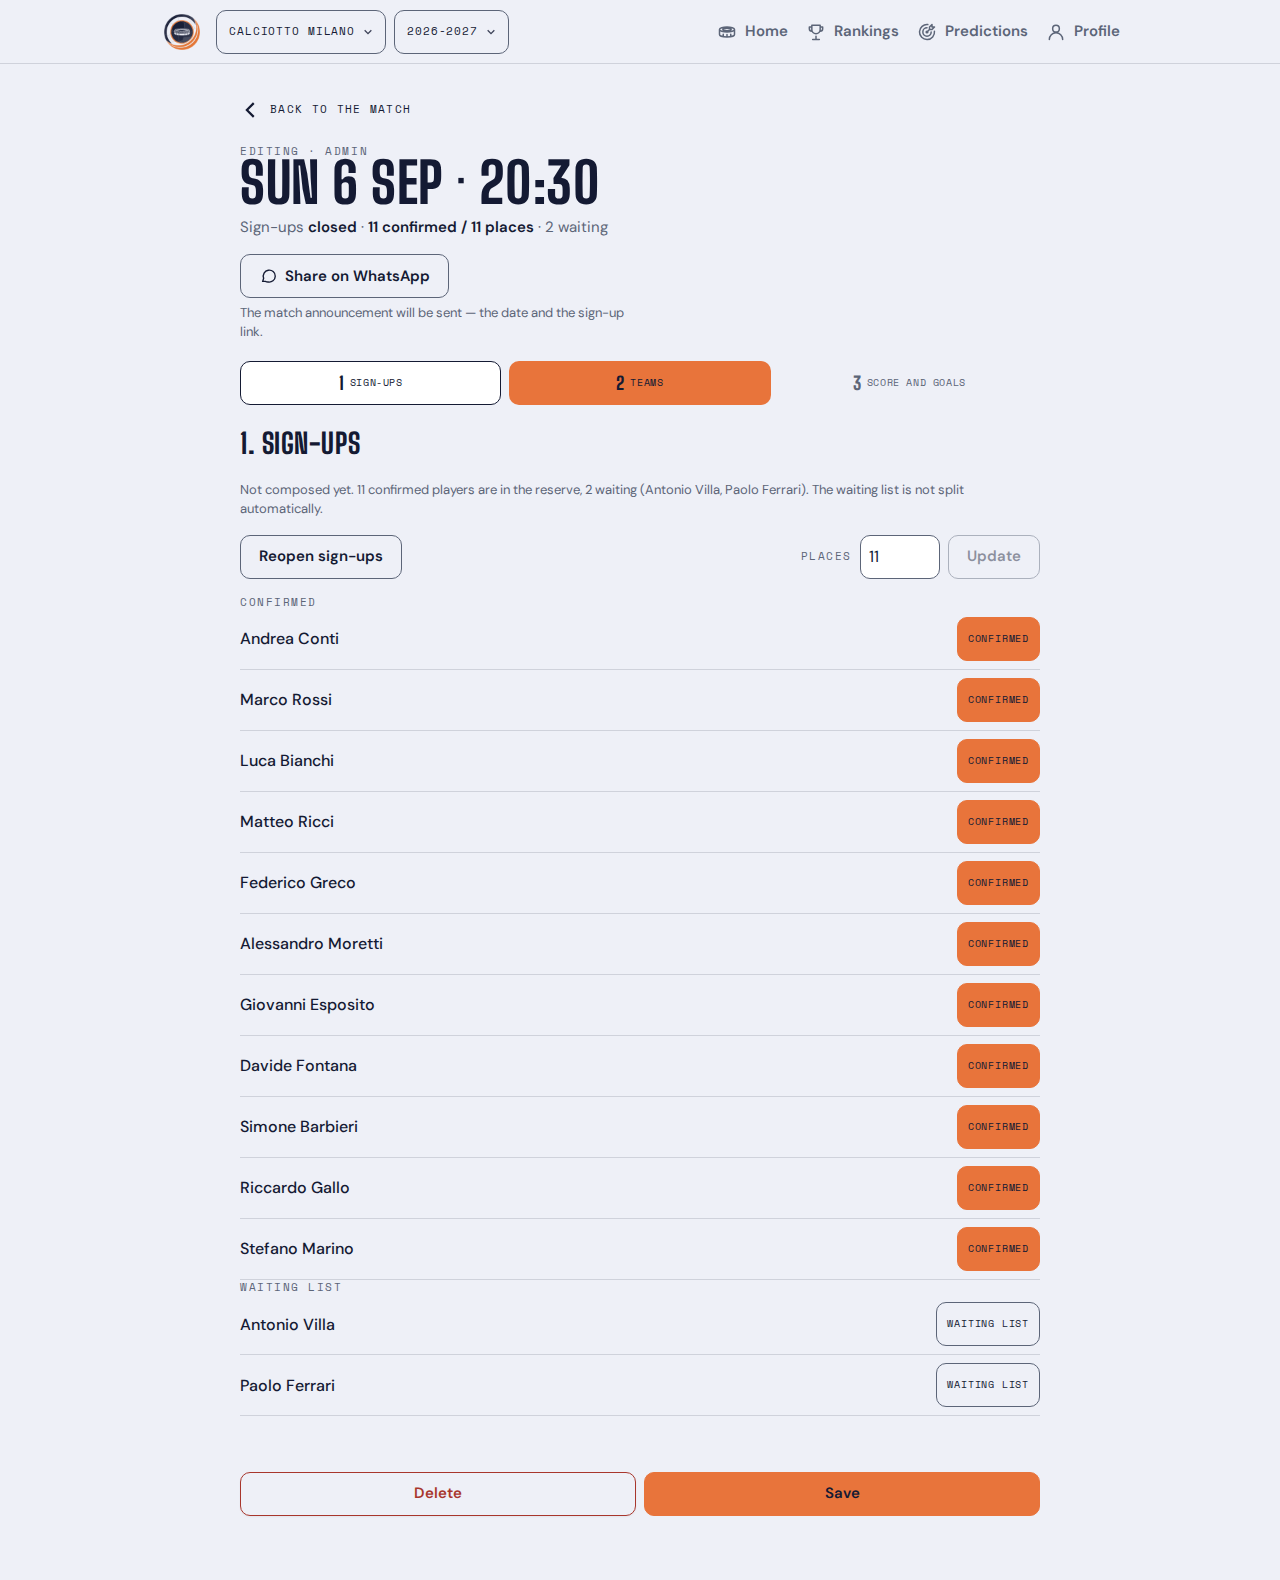 CALCIOTTO MILANO
2026-2027
Home
Rankings
Predictions
Profile
BACK TO THE MATCH
EDITING · ADMIN
SUN 6 SEP · 20:30
Sign-ups closed · 11 confirmed / 11 places · 2 waiting
Share on WhatsApp
The match announcement will be sent — the date and the sign-up
link.
1 SIGN-UPS
2 TEAMS
3 SCORE AND GOALS
1. SIGN-UPS
Not composed yet. 11 confirmed players are in the reserve, 2 waiting (Antonio Villa, Paolo Ferrari). The waiting list is not split
automatically.
Reopen sign-ups
PLACES
11
Update
CONFIRMED
Andrea Conti
CONFIRMED
Marco Rossi
CONFIRMED
Luca Bianchi
CONFIRMED
Matteo Ricci
CONFIRMED
Federico Greco
CONFIRMED
Alessandro Moretti
CONFIRMED
Giovanni Esposito
CONFIRMED
Davide Fontana
CONFIRMED
Simone Barbieri
CONFIRMED
Riccardo Gallo
CONFIRMED
Stefano Marino
CONFIRMED
WAITING LIST
Antonio Villa
WAITING LIST
Paolo Ferrari
WAITING LIST
Delete
Save